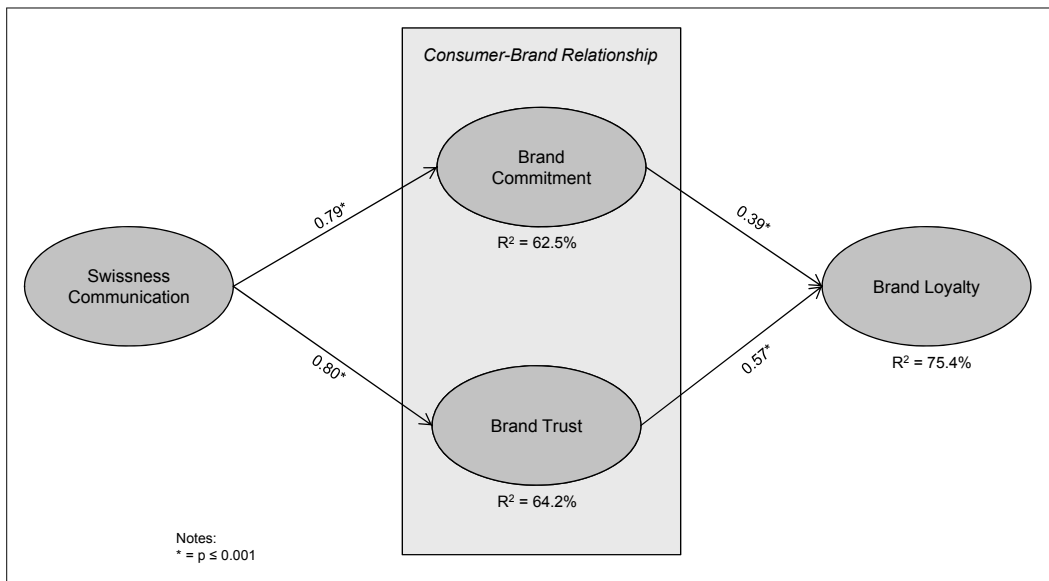 Consumer-Brand Relationship
Brand
Commitment
R² = 62.5%
0.79*
0.39*
Swissness
Communication
Brand Loyalty
R² = 75.4%
0.80*
0.57*
Brand Trust
R² = 64.2%
Notes:
* = p ≤ 0.001